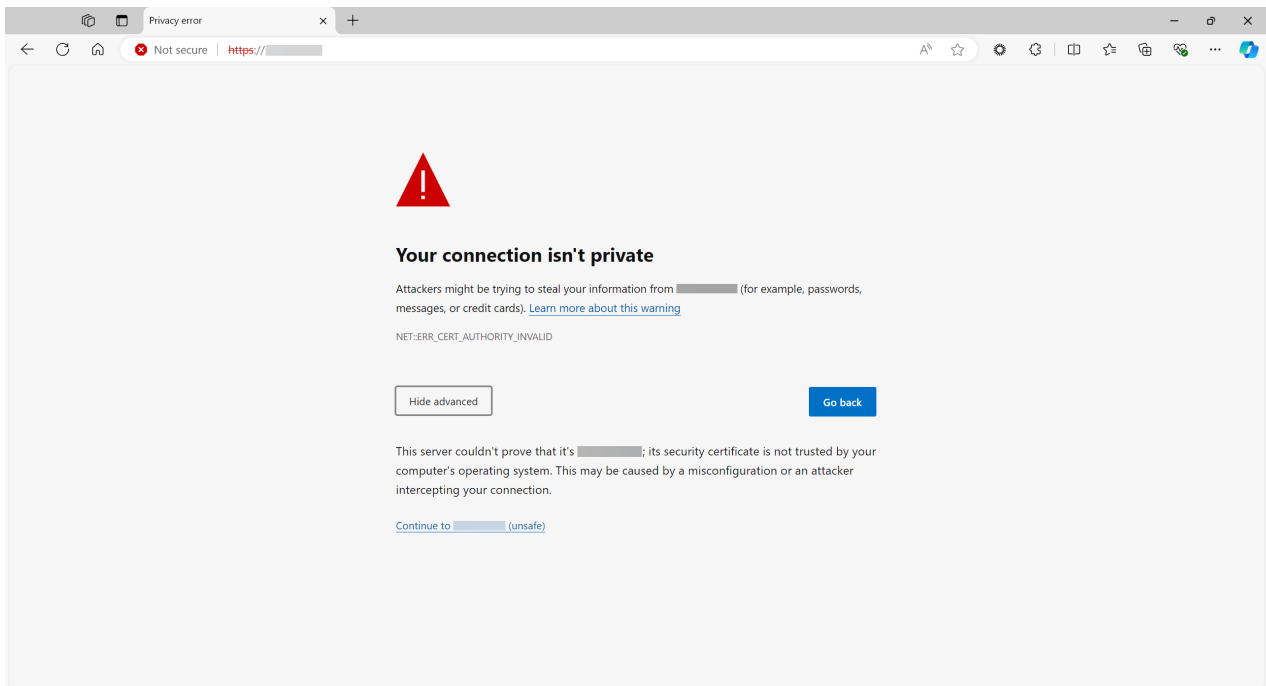 Privacy error
Not secure https://
Your connection isn't private
Attackers might be trying to steal your information from (for example, passwords,
messages, or credit cards). Learn more about this warning
NET::ERR_CERT_AUTHORITY_INVALID
Hide advanced
Go back
This server couldn't prove that it's ; its security certificate is not trusted by your
computer's operating system. This may be caused by a misconfiguration or an attacker
intercepting your connection.
Continue to (unsafe)